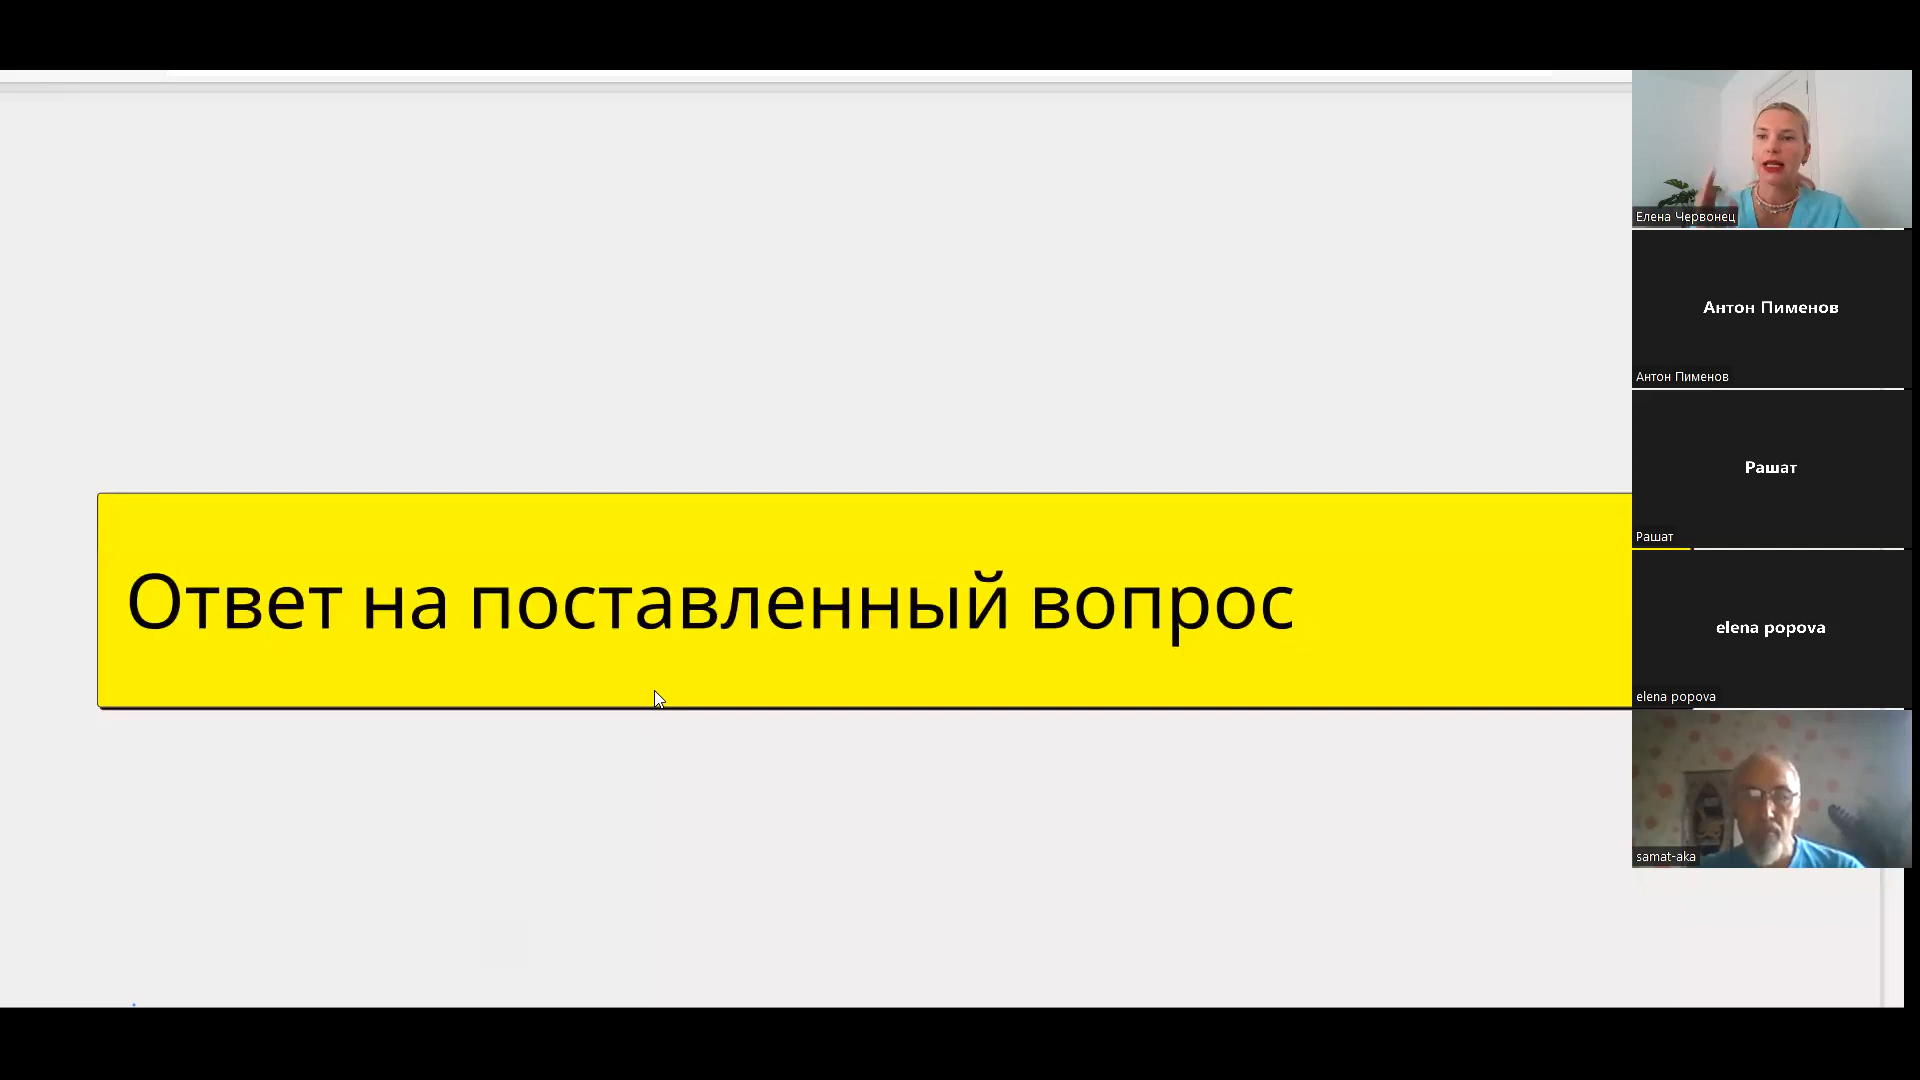 Елена Червонец
Антон Пименов
Антон Пименов
Рашат
Рашат
Ответ на поставленный вопрос
elena popova
elena popova
samat-aka